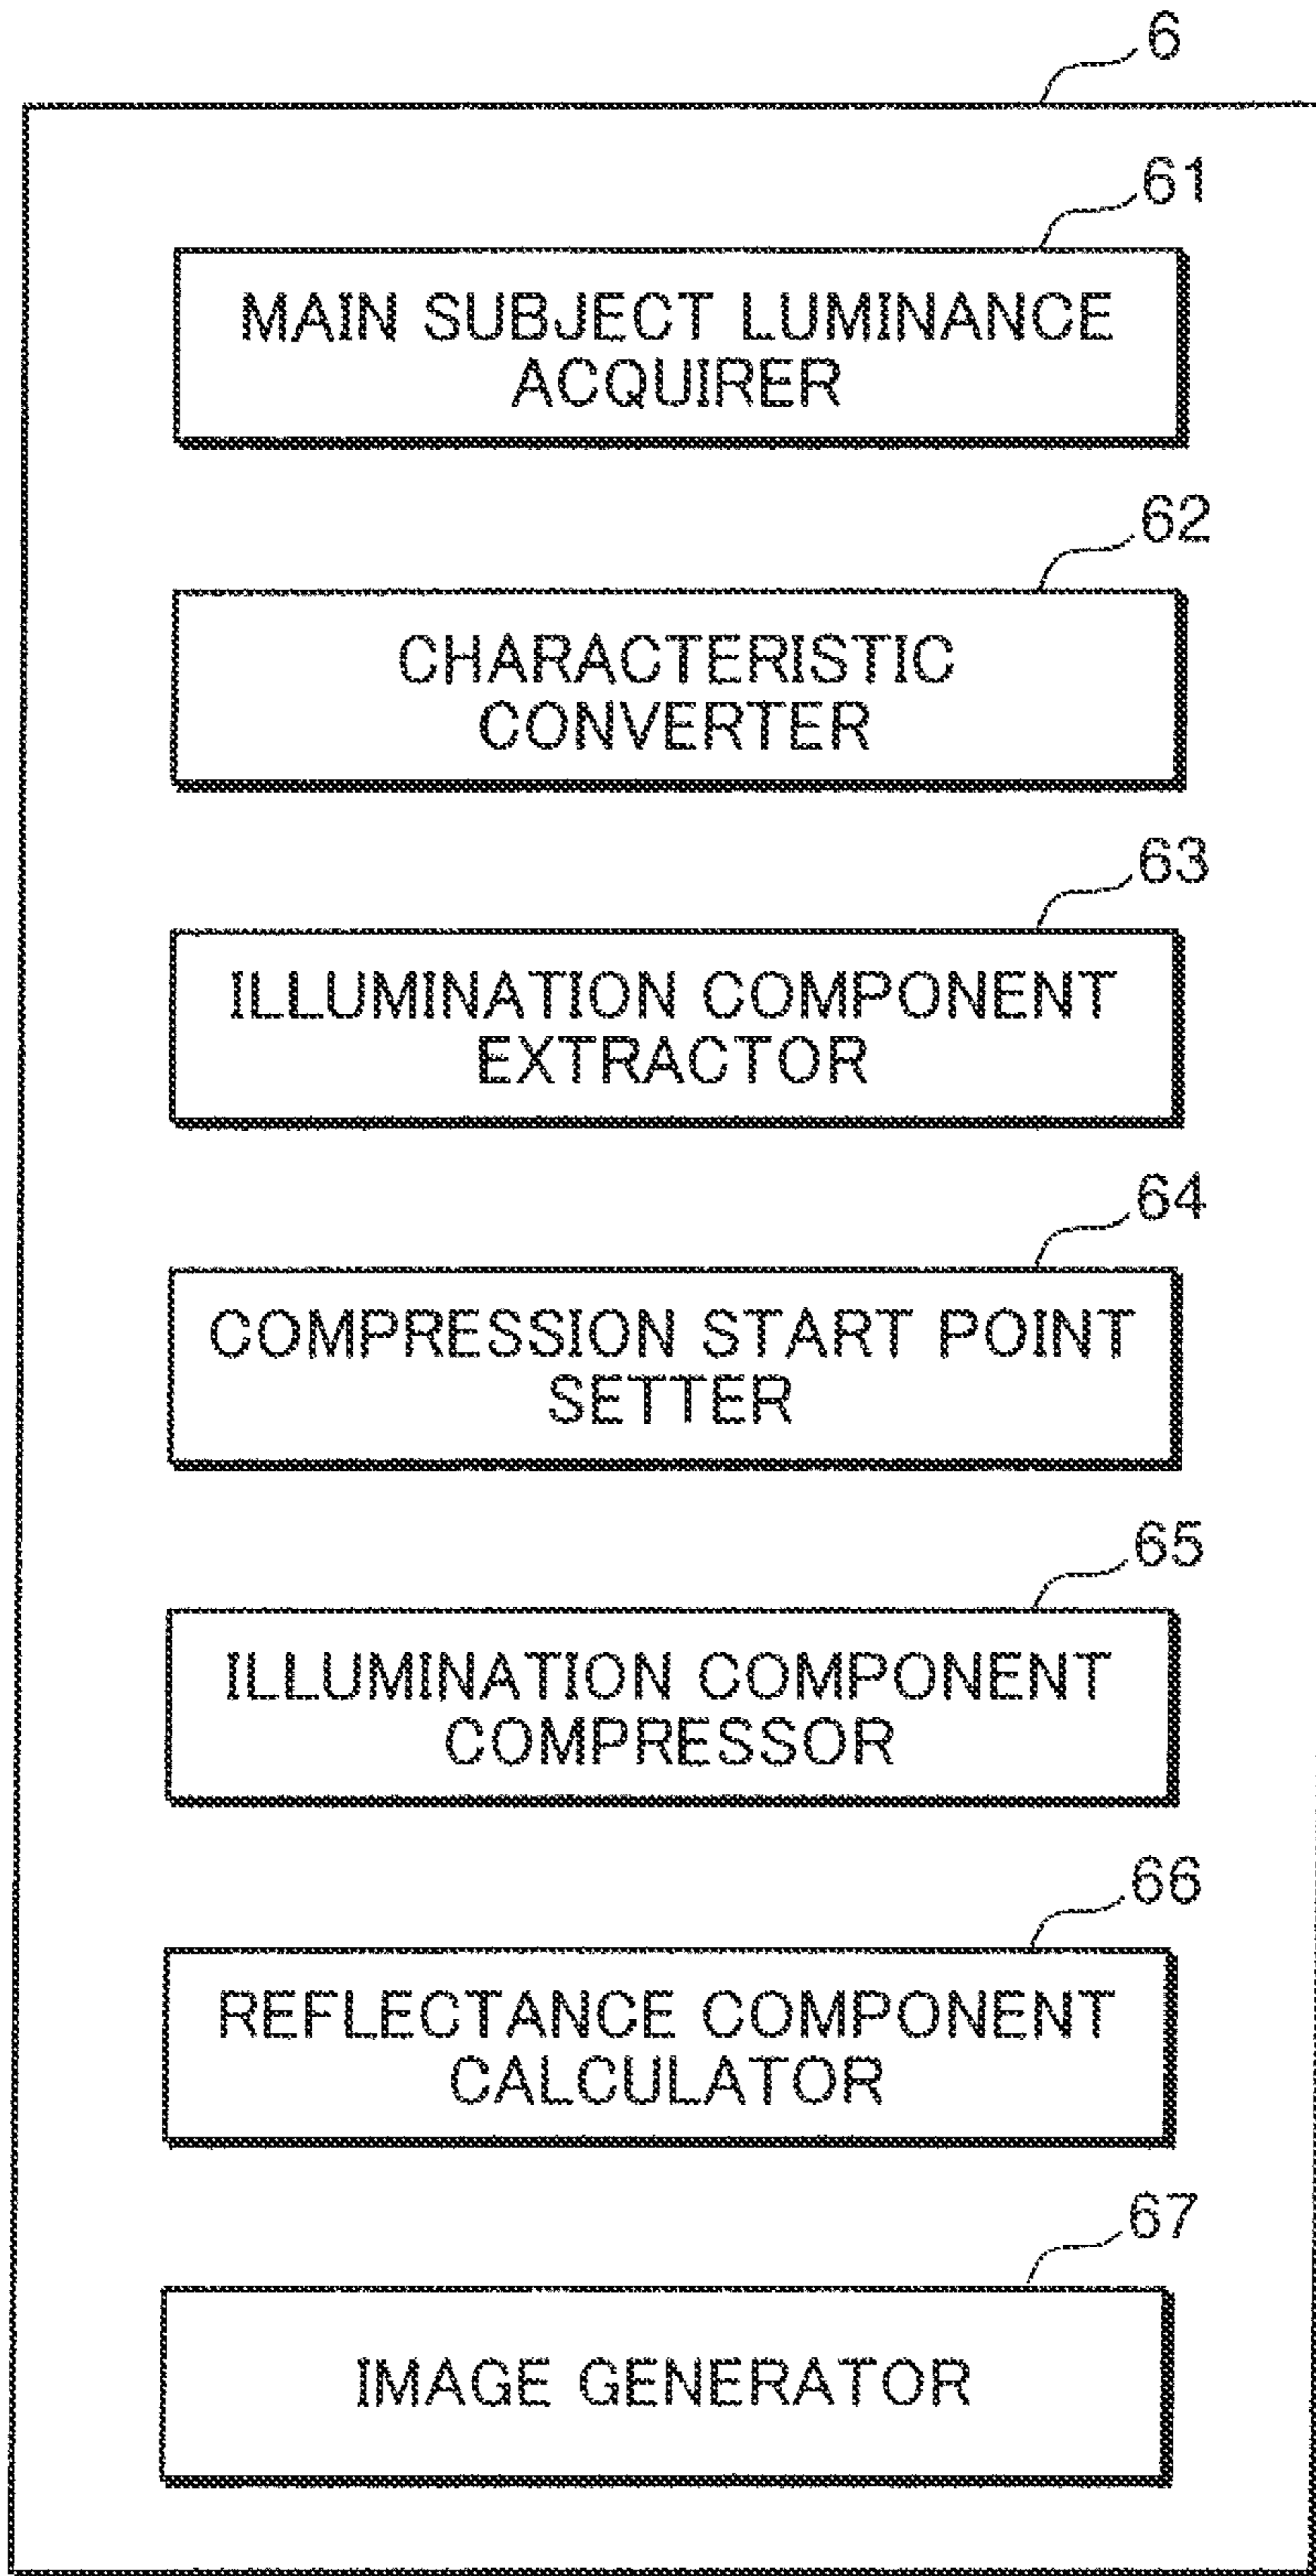 6
61
MAIN SUBJECT LUMINANCE
ACQUIRER
62
CHARACTERISTIC
CONVERTER
63
ILLUMINATION COMPONENT
EXTRACTOR
64
COMPRESSION START POINT
SETTER
65
ILLUMINATION COMPONENT
COMPRESSOR
66
REFLECTANCE COMPONENT
CALCULATOR
67
IMAGE GENERATOR